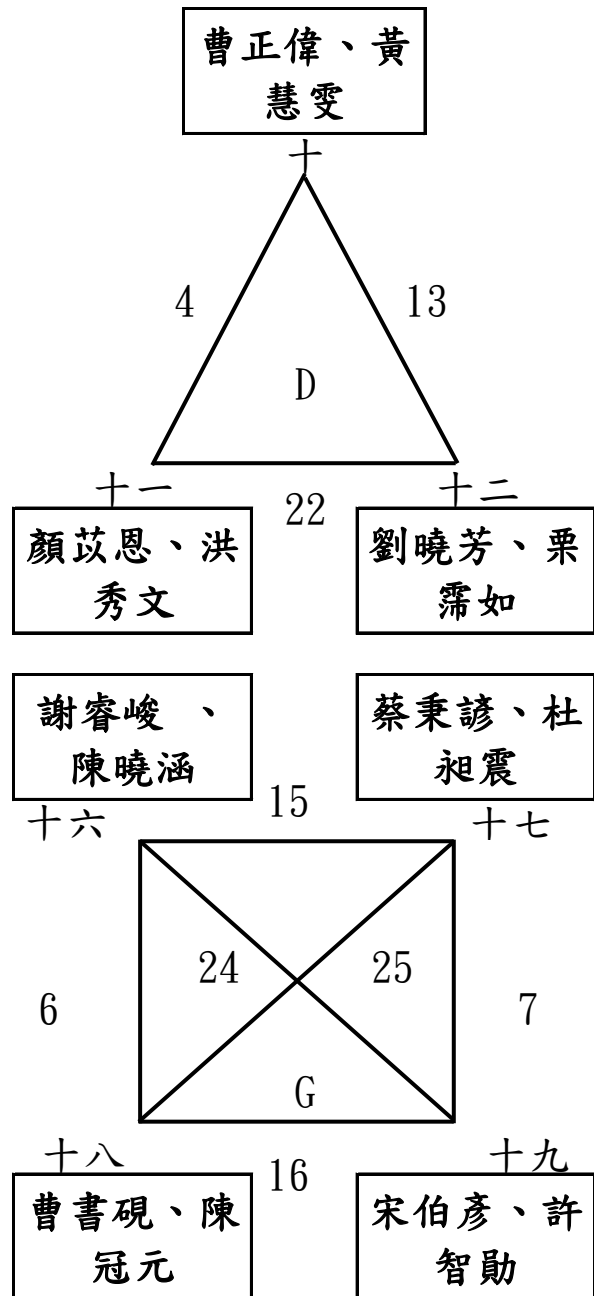 曹正偉、黃
慧雯
十
4
13
D
十一
22
十二
顏苡恩、洪
秀文
劉曉芳、栗
霈如
謝睿峻 、
陳曉涵
蔡秉諺、杜
昶震
15
十六
十七
24
25
6
7
G
十八
16
十九
曹書硯、陳
冠元
宋伯彥、許
智勛